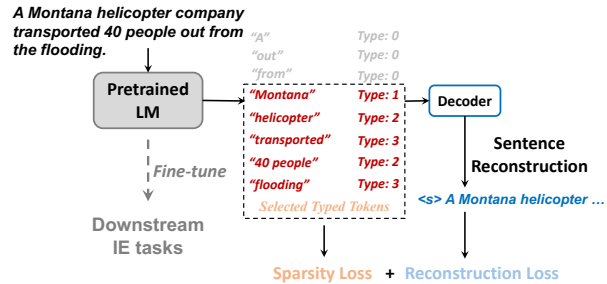 A Montana helicopter company
transported 40 people out from
the flooding.
"A" Type: 0
"out" Type: 0
"from" Type: 0
Pretrained
LM
"Montana" Type: 1
"helicopter" Type: 2
"transported" Type: 3
"40 people" Type: 2
"flooding" Type: 3
Selected Typed Tokens
Decoder
Sentence
Reconstruction
<s> A Montana helicopter …
Fine-tune
Downstream
IE tasks
Sparsity Loss + Reconstruction Loss